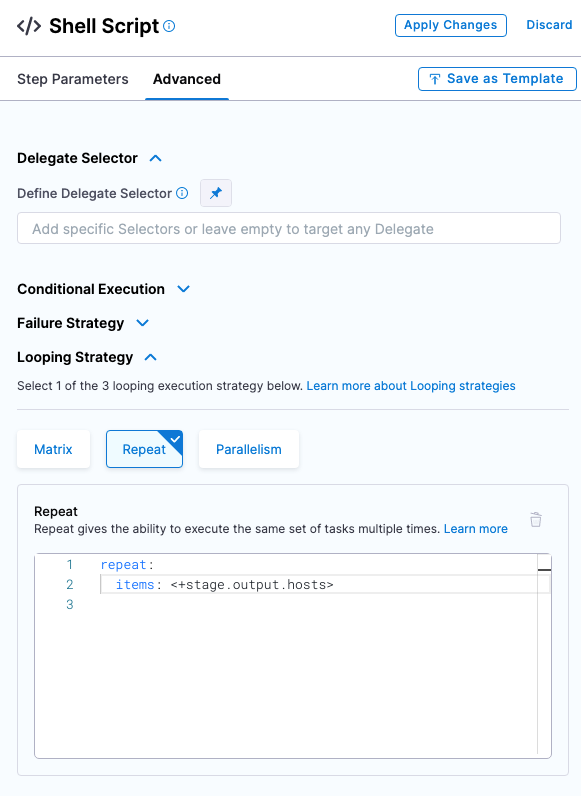 </> Shell Script
Apply Changes
Discard
Step Parameters
Advanced
Save as Template
Delegate Selector
Define Delegate Selector
Add specific Selectors or leave empty to target any Delegate
Conditional Execution
Failure Strategy
Looping Strategy
Select 1 of the 3 looping execution strategy below. Learn more about Looping strategies
Matrix
Repeat
Parallelism
Repeat
Repeat gives the ability to execute the same set of tasks multiple times. Learn more
1 repeat:
2   items: <+stage.output.hosts>
3